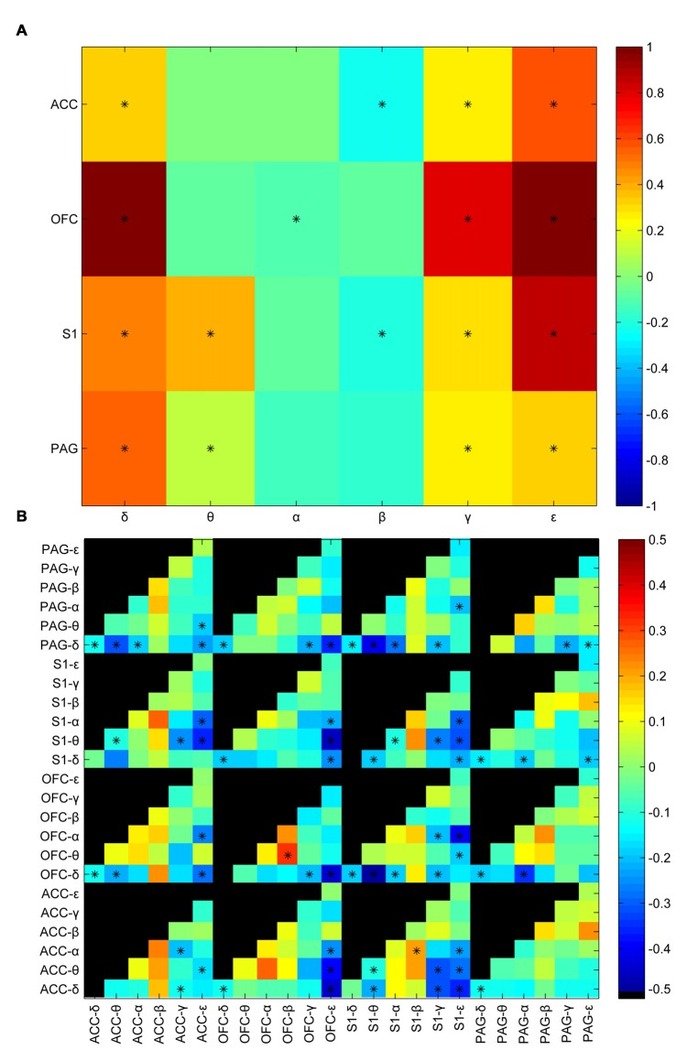 A
1
ACC
0.8
0.6
OFC
0.4
0.2
0
S1
-0.2
-0.4
PAG
-0.6
-0.8
-1
δ θ α β γ ε
B
PAG-ε
0.5
PAG-γ
PAG-β
0.4
PAG-α
PAG-θ
0.3
PAG-δ
S1-ε
0.2
S1-γ
S1-β
0.1
S1-α
S1-θ
0
S1-δ
OFC-ε
-0.1
OFC-γ
OFC-β
-0.2
OFC-α
OFC-θ
-0.3
OFC-δ
ACC-ε
ACC-γ
-0.4
ACC-β
ACC-α
ACC-θ
-0.5
ACC-δ
ACC-δ ACC-θ ACC-α ACC-β ACC-γ ACC-ε OFC-δ OFC-θ OFC-α OFC-β OFC-γ OFC-ε S1-δ S1-θ S1-α S1-β S1-γ S1-ε PAG-δ PAG-θ PAG-α PAG-β PAG-γ PAG-ε